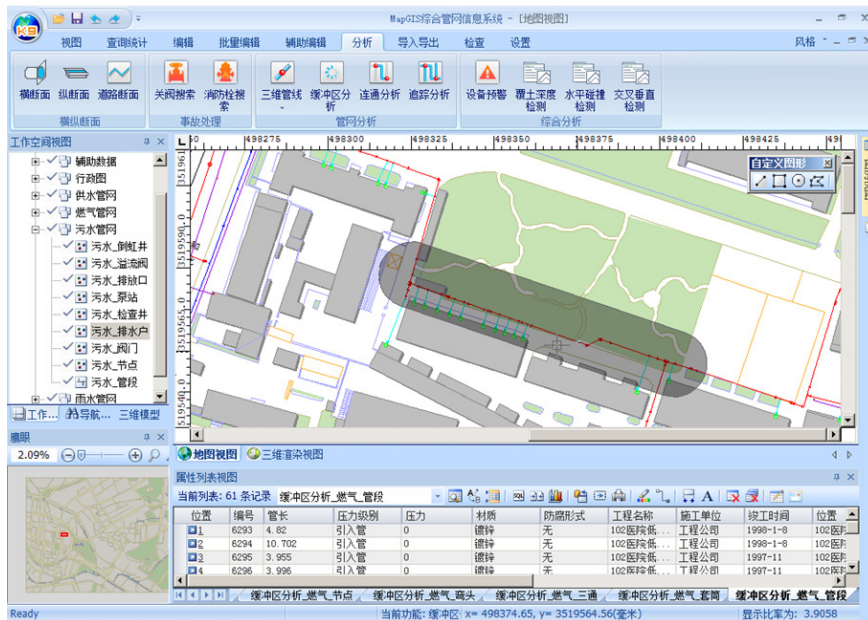 MapGIS综合管网信息系统 - [地图视图]
K9
视图 查询统计 编辑 批量编辑 辅助编辑 分析 导入导出 检查 设置 风格
横断面 纵断面 道路断面 关阀搜索 消防栓搜索 三维管线 缓冲区分析 连通分析 追踪分析 设备预警 覆土深度检测 水平碰撞检测 交叉垂直检测
横纵断面 事故处理 管网分析 综合分析
工作空间视图
辅助数据
行政图
供水管网
燃气管网
污水管网
污水_倒虹井
污水_溢流阀
污水_排放口
污水_泵站
污水_检查井
污水_排水户
污水_阀门
污水_节点
污水_管段
雨水管网
工作... 导航... 三维模型
498275 498300 498325 498350 498375 498400 498425
3519590.0
3519565.0
3519540.0
自定义图形
鹰眼
2.09%
地图视图 三维渲染视图
属性列表视图
当前列表: 61 条记录 缓冲区分析_燃气_管段
位置 编号 管长 压力级别 压力 材质 防腐形式 工程名称 施工单位 竣工时间 位置
1 6293 4.82 引入管 0 镀锌 无 102医院低... 工程公司 1998-1-8 102医院
2 6294 10.702 引入管 0 镀锌 无 102医院低... 工程公司 1998-1-8 102医院
3 6295 3.955 引入管 0 镀锌 无 102医院低... 工程公司 1997-11 102医院
4 6296 3.996 引入管 0 镀锌 无 102医院低... 工程公司 1997-11 102医院
缓冲区分析_燃气_节点 缓冲区分析_燃气_弯头 缓冲区分析_燃气_三通 缓冲区分析_燃气_套筒 缓冲区分析_燃气_管段
Ready 当前功能: 缓冲区 x= 498374.65, y= 3519564.56(毫米) 显示比率为: 3.9058